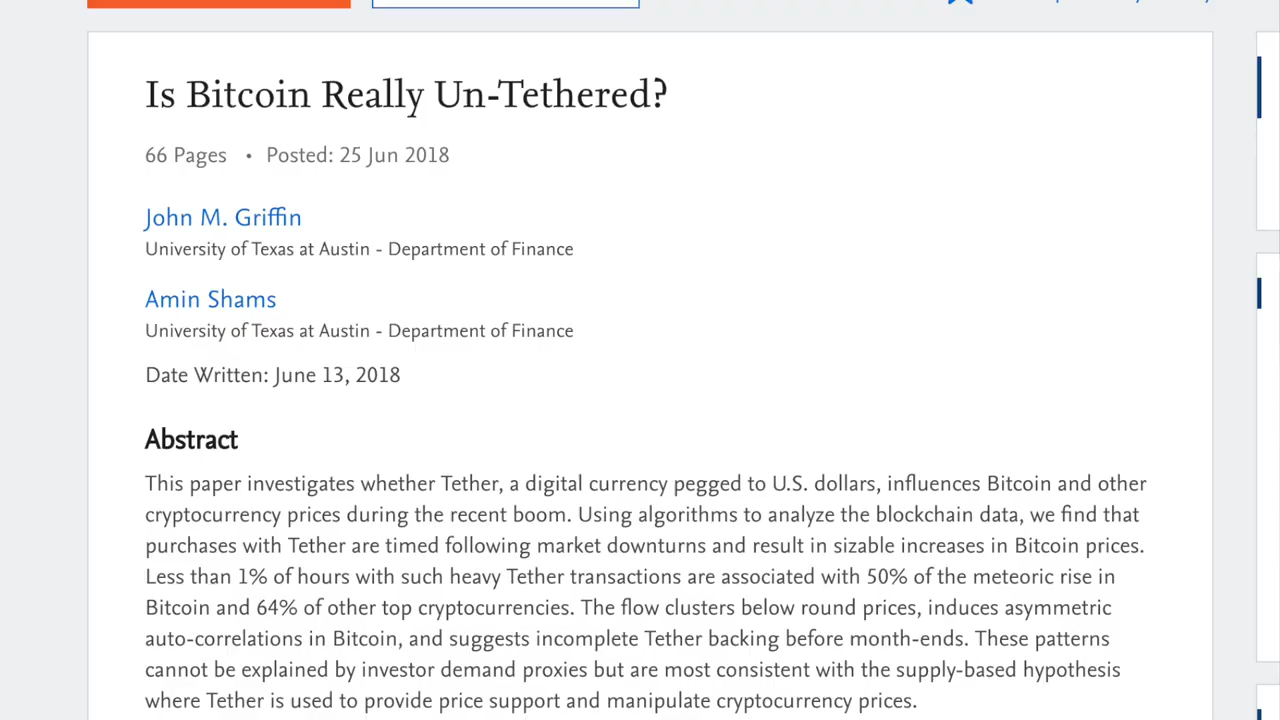 Is Bitcoin Really Un-Tethered?
66 Pages • Posted: 25 Jun 2018
John M. Griffin
University of Texas at Austin - Department of Finance
Amin Shams
University of Texas at Austin - Department of Finance
Date Written: June 13, 2018
Abstract
This paper investigates whether Tether, a digital currency pegged to U.S. dollars, influences Bitcoin and other
cryptocurrency prices during the recent boom. Using algorithms to analyze the blockchain data, we find that
purchases with Tether are timed following market downturns and result in sizable increases in Bitcoin prices.
Less than 1% of hours with such heavy Tether transactions are associated with 50% of the meteoric rise in
Bitcoin and 64% of other top cryptocurrencies. The flow clusters below round prices, induces asymmetric
auto-correlations in Bitcoin, and suggests incomplete Tether backing before month-ends. These patterns
cannot be explained by investor demand proxies but are most consistent with the supply-based hypothesis
where Tether is used to provide price support and manipulate cryptocurrency prices.